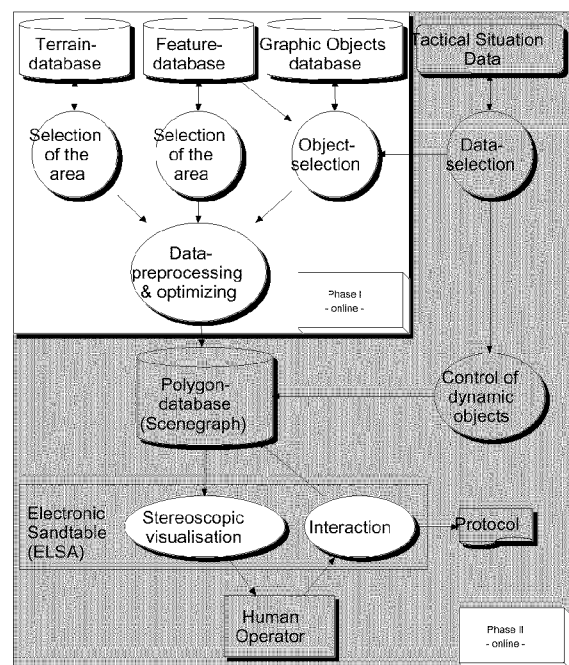 Terrain-
database
Feature-
database
Graphic Objects
database
Tactical Situation
Data
Selection
of the
area
Selection
of the
area
Object-
selection
Data-
selection
Data-
preprocessing
& optimizing
Phase I
- online -
Polygon-
database
(Scenegraph)
Control of
dynamic
objects
Electronic
Sandtable
(ELSA)
Stereoscopic
visualisation
Interaction
Protocol
Human
Operator
Phase II
- online -